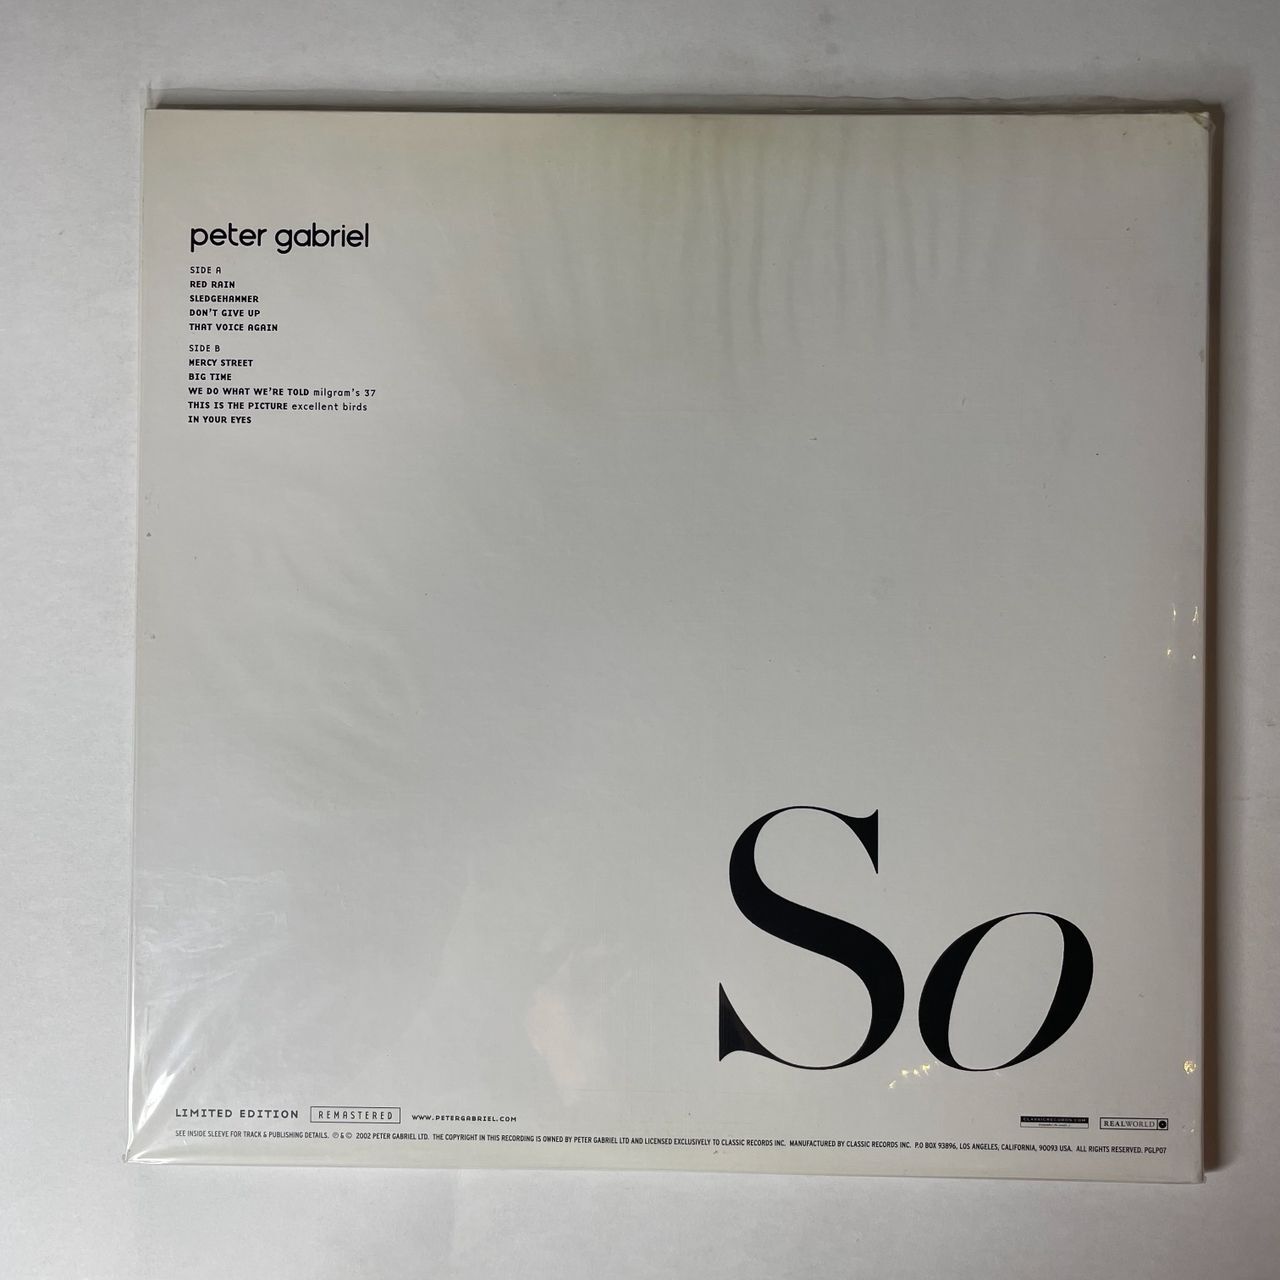 peter gabriel
SIDE A
RED RAIN
SLEDGEHAMMER
DON'T GIVE UP
THAT VOICE AGAIN
SIDE B
MERCY STREET
BIG TIME
WE DO WHAT WE'RE TOLD milgram's 37
THIS IS THE PICTURE excellent birds
IN YOUR EYES
So
LIMITED EDITION REMASTERED WWW.PETERGABRIEL.COM CLASSICRECORDS.COM REALWORLD
SEE INSIDE SLEEVE FOR TRACK & PUBLISHING DETAILS. ℗ & © 2002 PETER GABRIEL LTD. THE COPYRIGHT IN THIS RECORDING IS OWNED BY PETER GABRIEL LTD AND LICENSED EXCLUSIVELY TO CLASSIC RECORDS INC. MANUFACTURED BY CLASSIC RECORDS INC. P.O BOX 93896, LOS ANGELES, CALIFORNIA, 90093 USA. ALL RIGHTS RESERVED. PGLP07